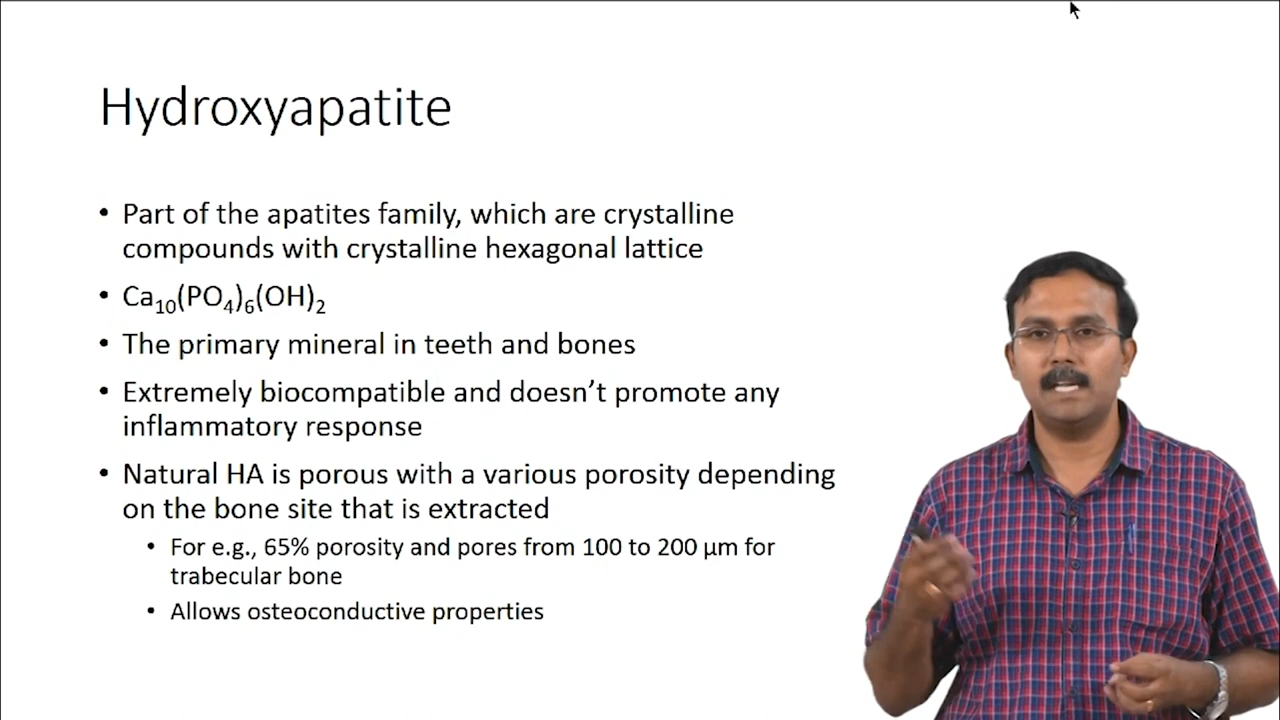 Hydroxyapatite
• Part of the apatites family, which are crystalline
compounds with crystalline hexagonal lattice
• Ca₁₀(PO₄)₆(OH)₂
• The primary mineral in teeth and bones
• Extremely biocompatible and doesn’t promote any
inflammatory response
• Natural HA is porous with a various porosity depending
on the bone site that is extracted
• For e.g., 65% porosity and pores from 100 to 200 µm for
trabecular bone
• Allows osteoconductive properties